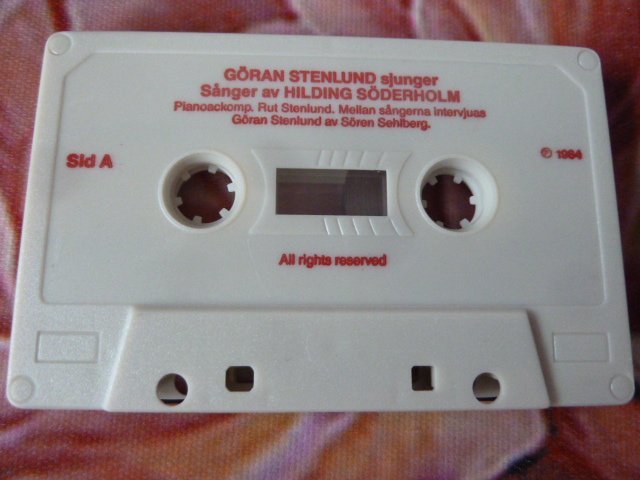 GÖRAN STENLUND sjunger
Sånger av HILDING SÖDERHOLM
Pianoackomp. Rut Stenlund. Mellan sångerna intervjuas
Göran Stenlund av Sören Sehlberg.
Sid A
℗ 1984
All rights reserved